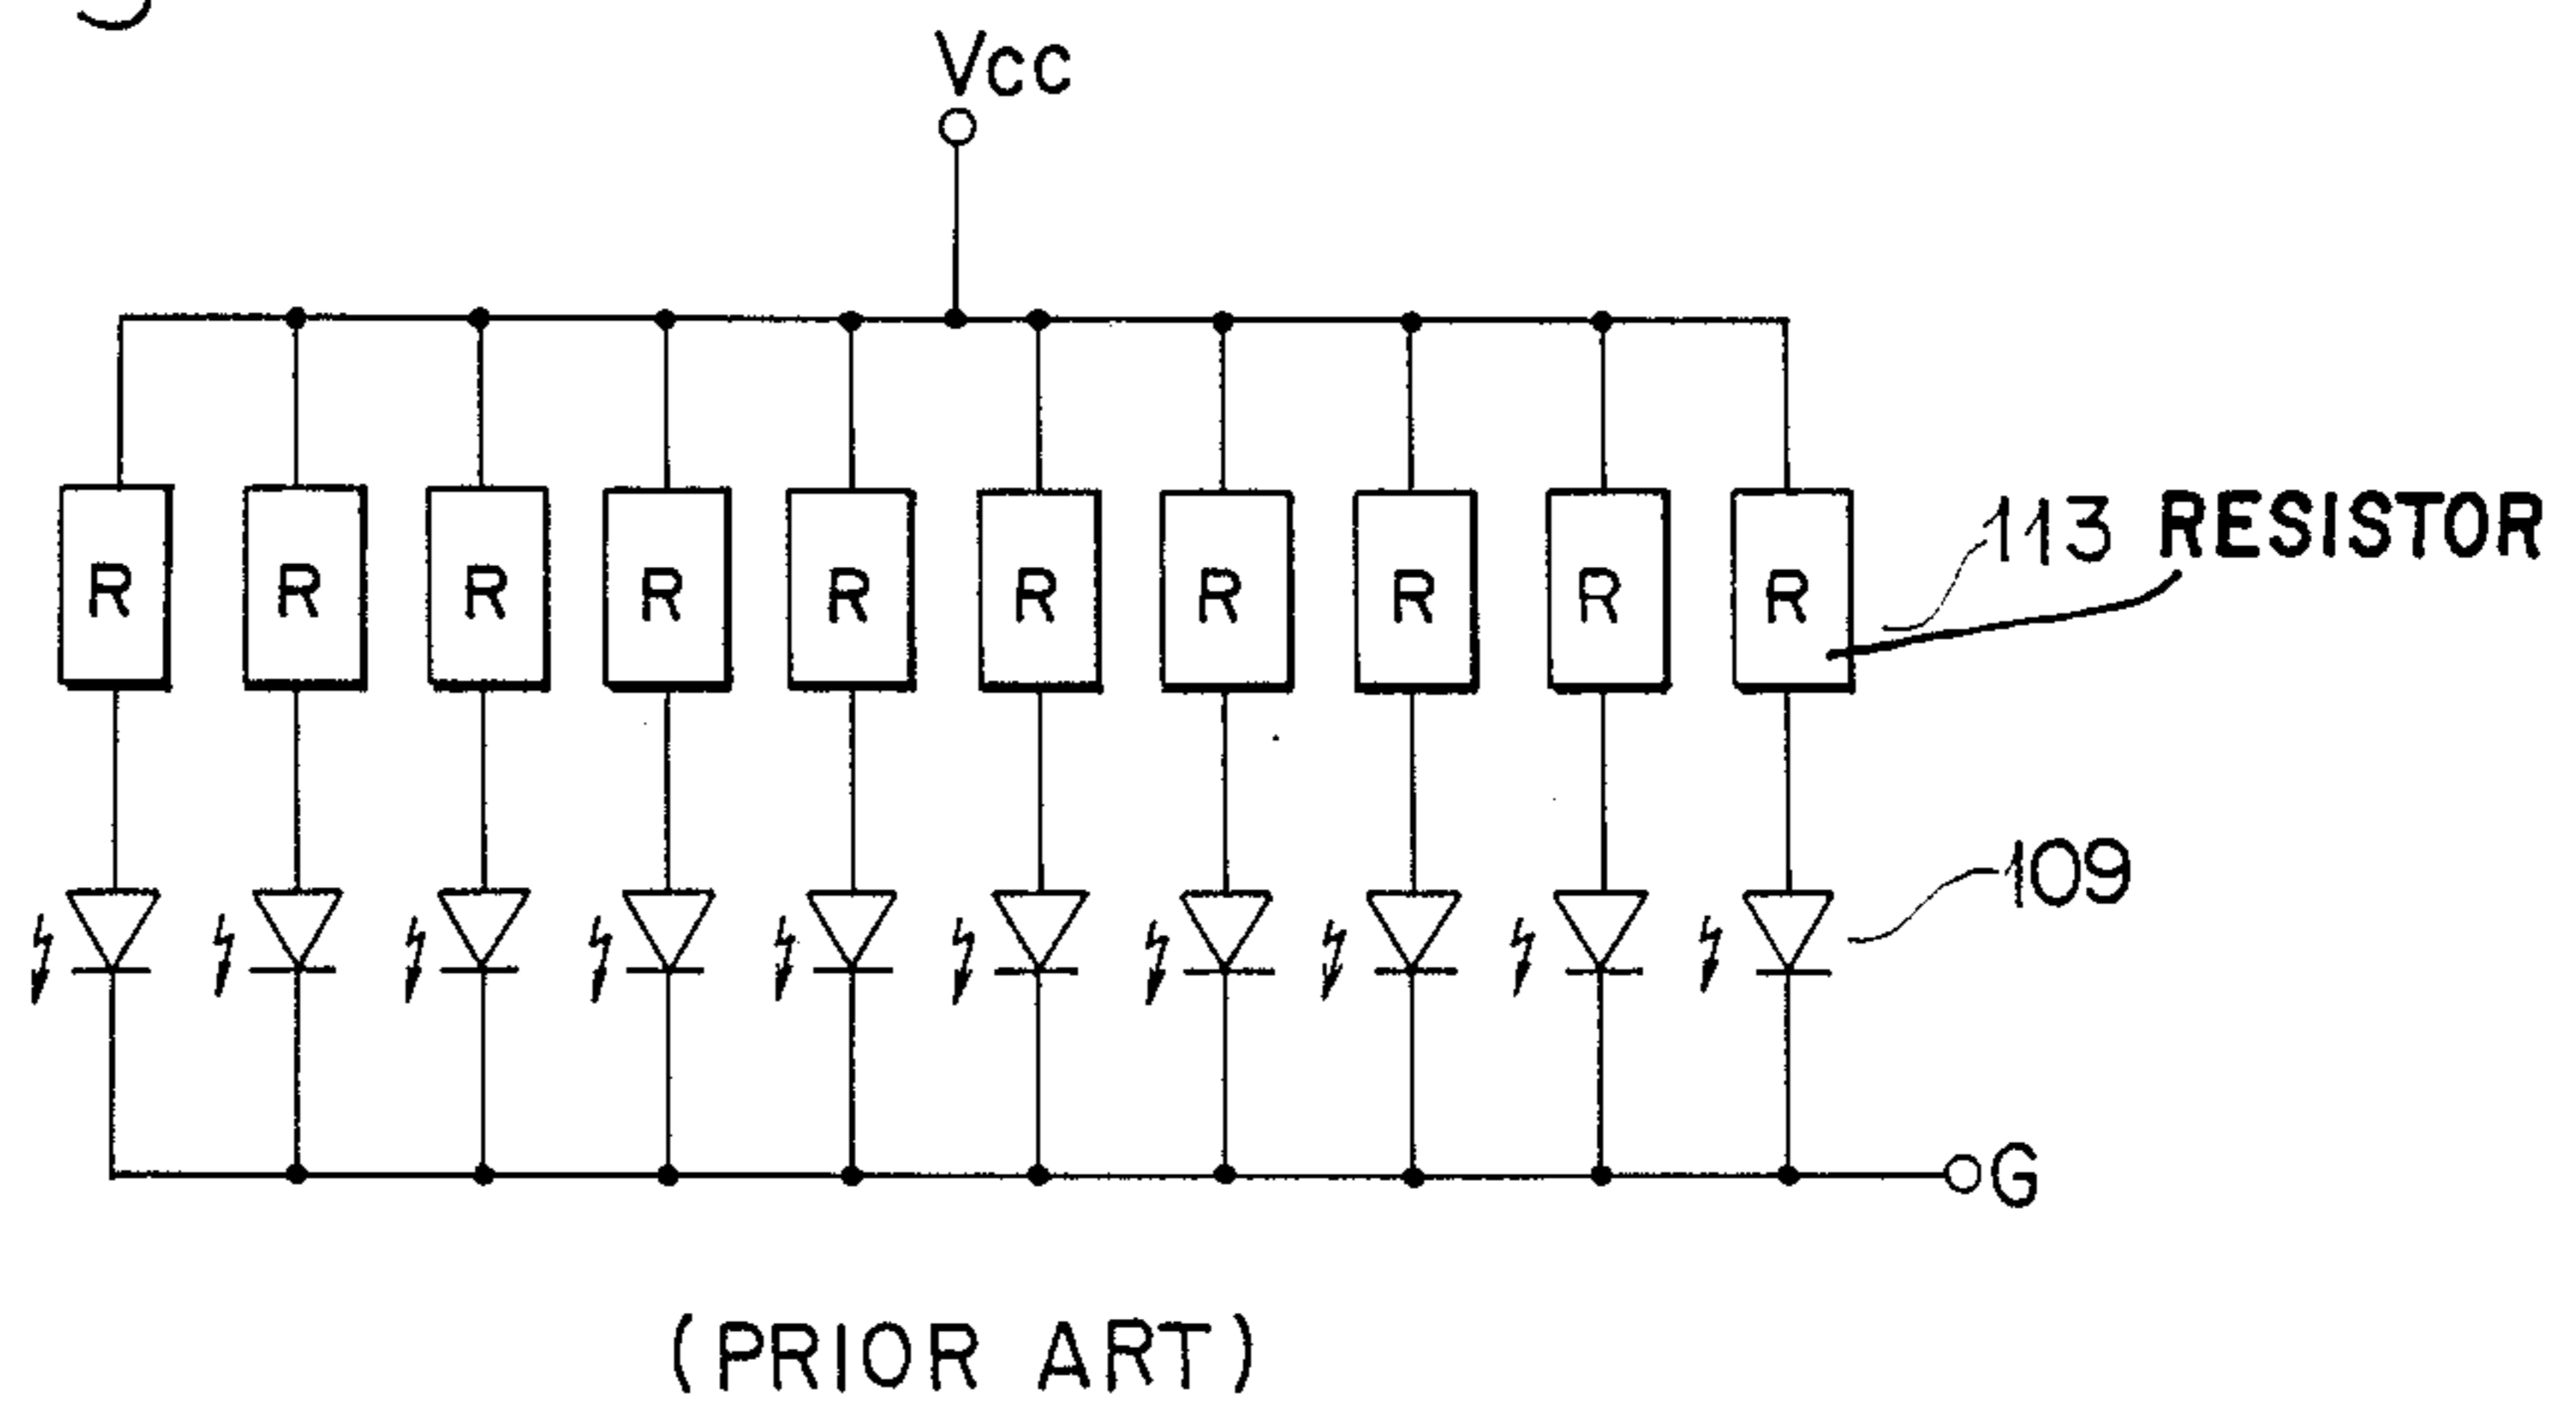 Vcc
R R R R R R R R R R
113 RESISTOR
109
G
(PRIOR ART)